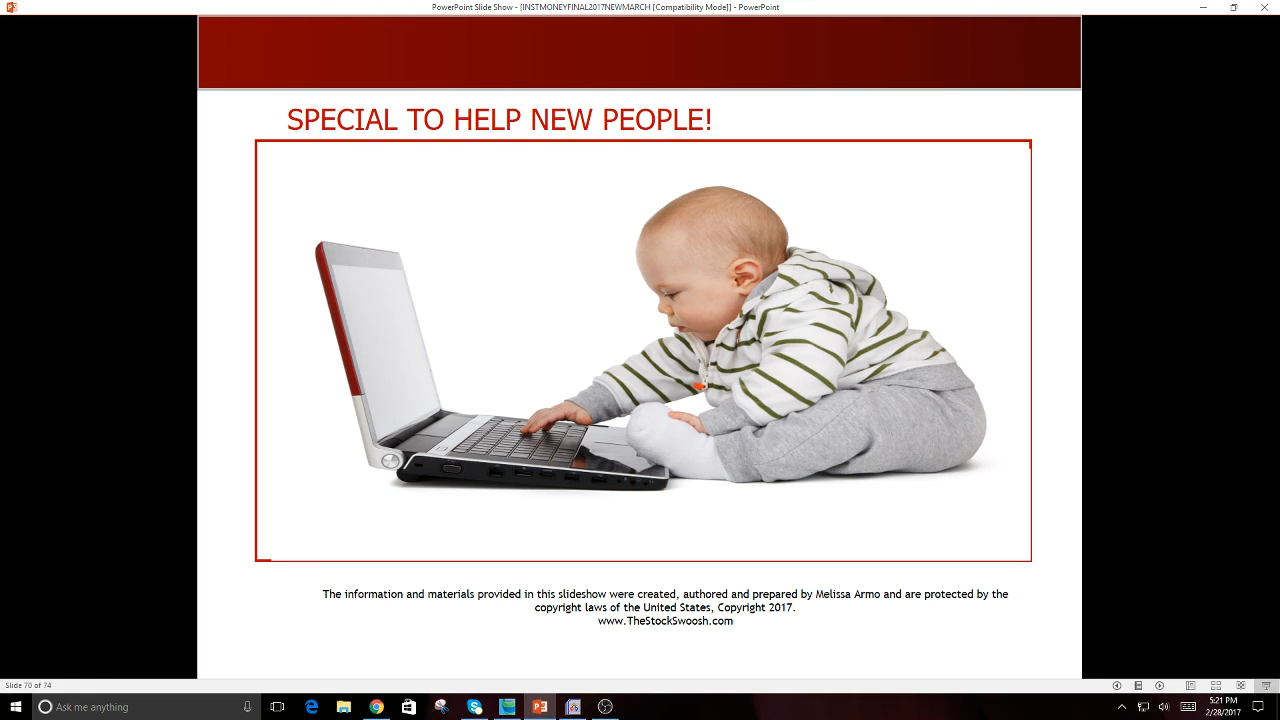 PowerPoint Slide Show - [INSTMONEYFINAL2017NEWMARCH [Compatibility Mode]] - PowerPoint
SPECIAL TO HELP NEW PEOPLE!
The information and materials provided in this slideshow were created, authored and prepared by Melissa Armo and are protected by the
copyright laws of the United States, Copyright 2017.
www.TheStockSwoosh.com
Slide 70 of 74
Ask me anything
5:21 PM
2/28/2017